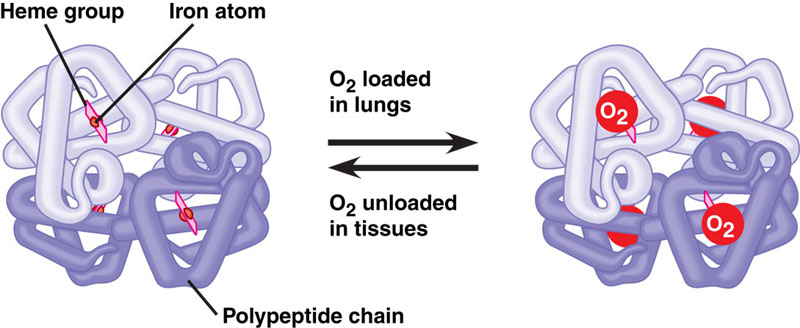 Heme group
Iron atom
O2 loaded
in lungs
O2 unloaded
in tissues
Polypeptide chain
O2
O2